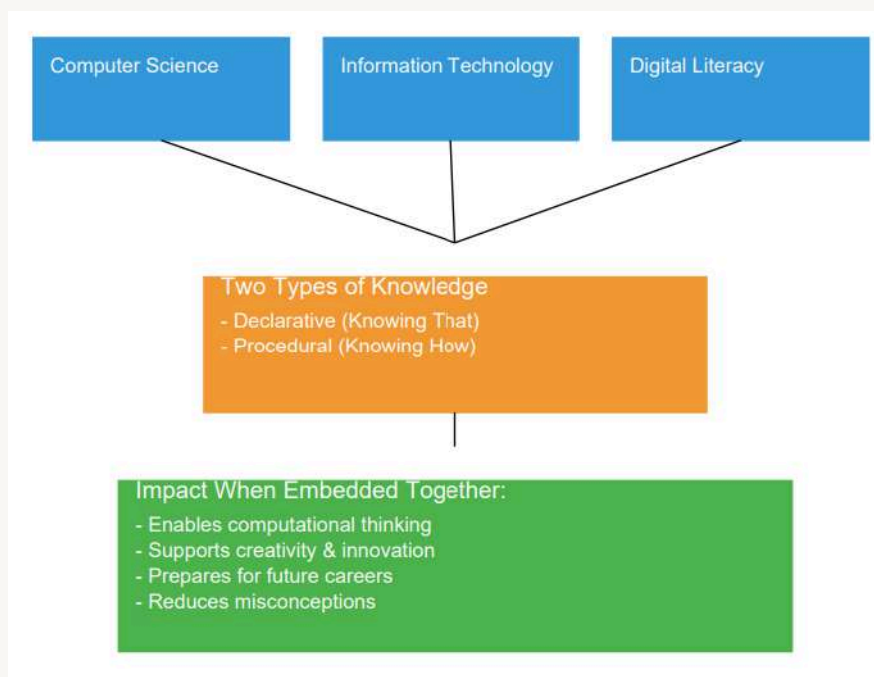 Computer Science
Information Technology
Digital Literacy
Two Types of Knowledge
- Declarative (Knowing That)
- Procedural (Knowing How)
Impact When Embedded Together:
- Enables computational thinking
- Supports creativity & innovation
- Prepares for future careers
- Reduces misconceptions